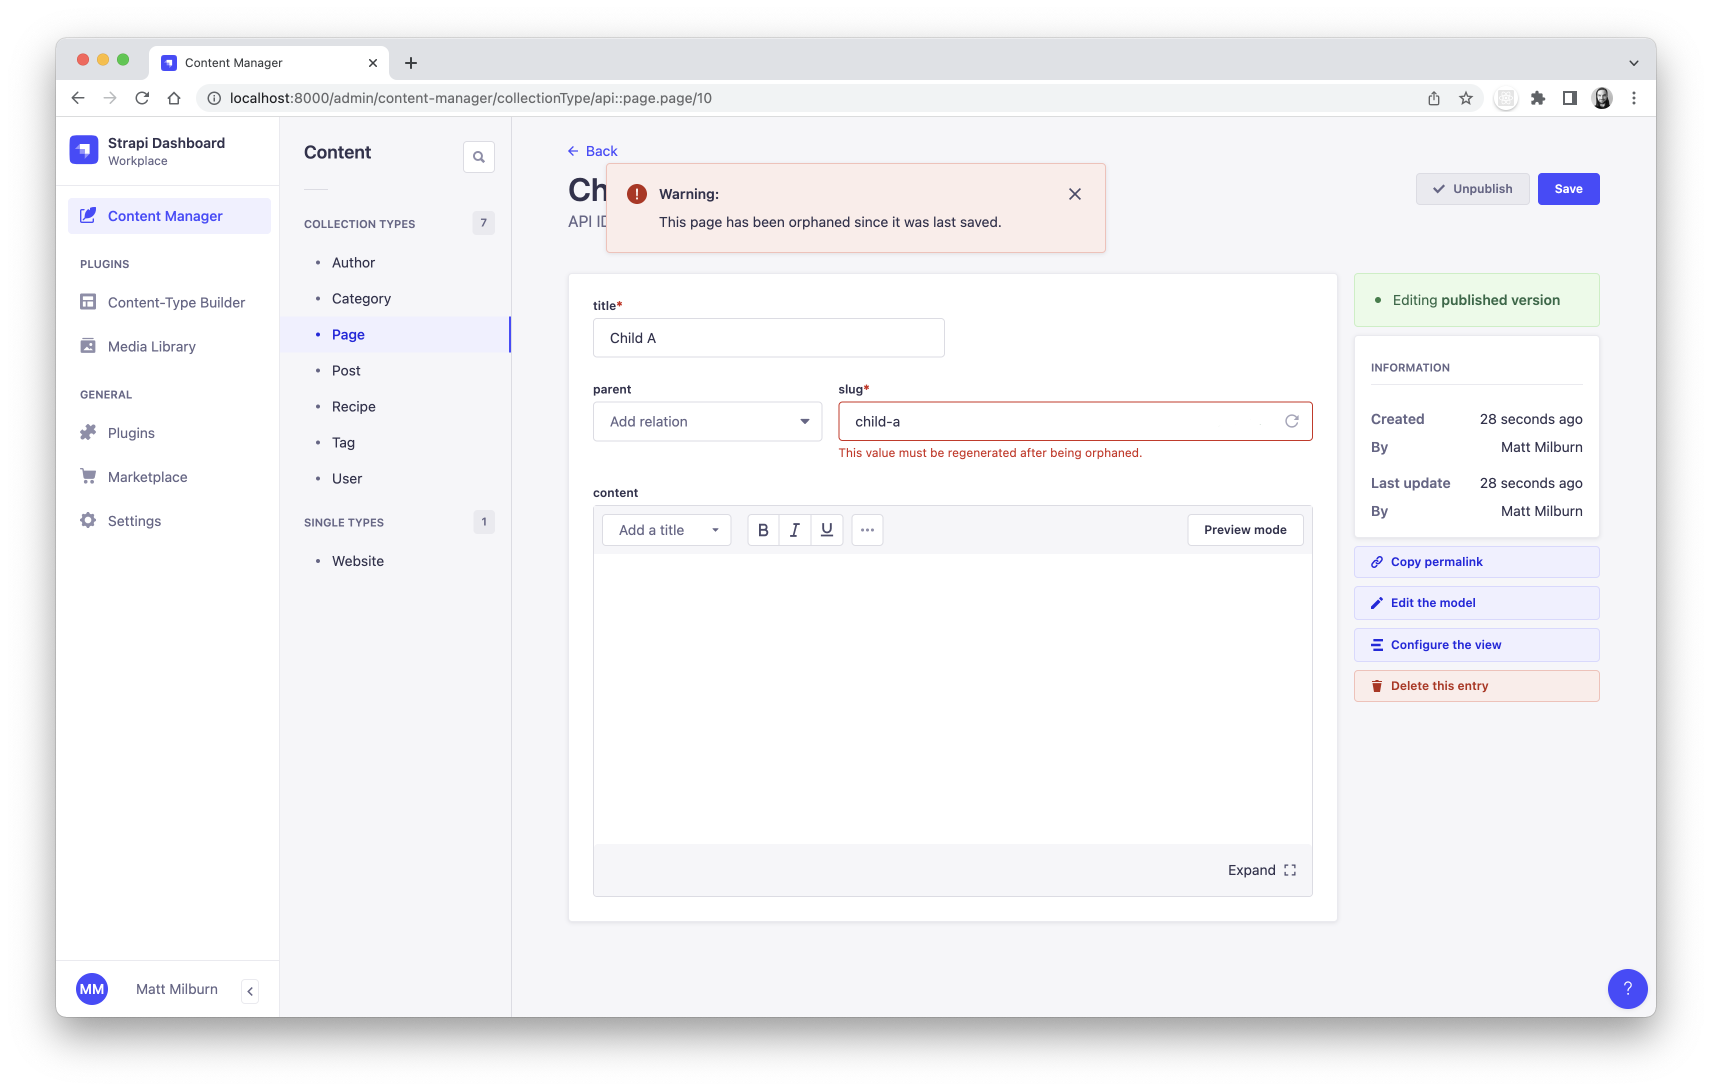 Content Manager
localhost:8000/admin/content-manager/collectionType/api::page.page/10
Strapi Dashboard
Workplace
Content Manager
PLUGINS
Content-Type Builder
Media Library
GENERAL
Plugins
Marketplace
Settings
MM
Matt Milburn
Content
COLLECTION TYPES 7
Author
Category
Page
Post
Recipe
Tag
User
SINGLE TYPES 1
Website
Back
Ch
API ID
Warning:
This page has been orphaned since it was last saved.
Unpublish
Save
title*
Child A
parent
Add relation
slug*
child-a
This value must be regenerated after being orphaned.
content
Add a title
B I U
Preview mode
Expand
Editing published version
INFORMATION
Created 28 seconds ago
By Matt Milburn
Last update 28 seconds ago
By Matt Milburn
Copy permalink
Edit the model
Configure the view
Delete this entry
?